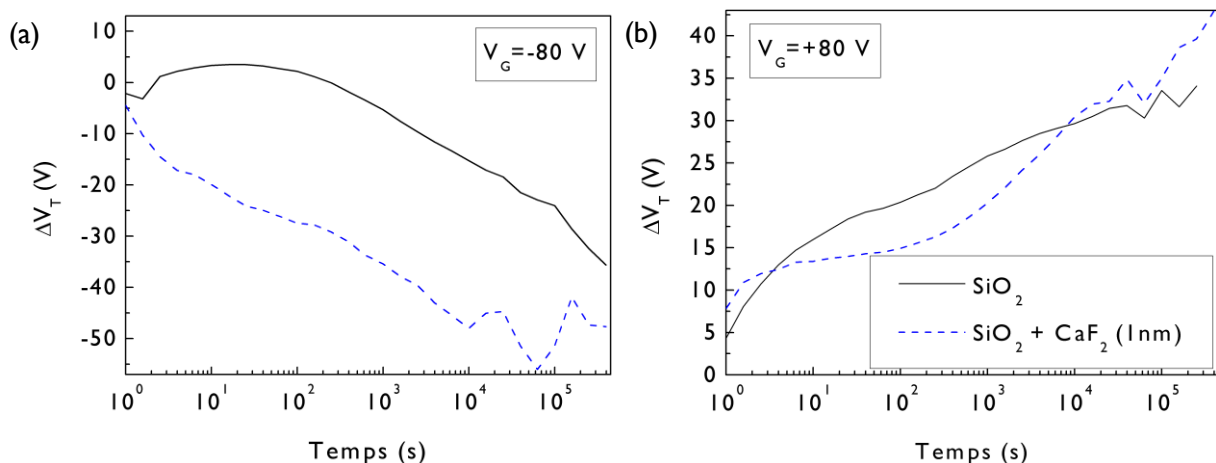 (a)
V_G=-80 V
10
0
-10
-20
-30
-40
-50
ΔV_T (V)
10^0 10^1 10^2 10^3 10^4 10^5
Temps (s)
(b)
V_G=+80 V
40
35
30
25
20
15
10
5
0
ΔV_T (V)
SiO_2
SiO_2 + CaF_2 (1nm)
10^0 10^1 10^2 10^3 10^4 10^5
Temps (s)